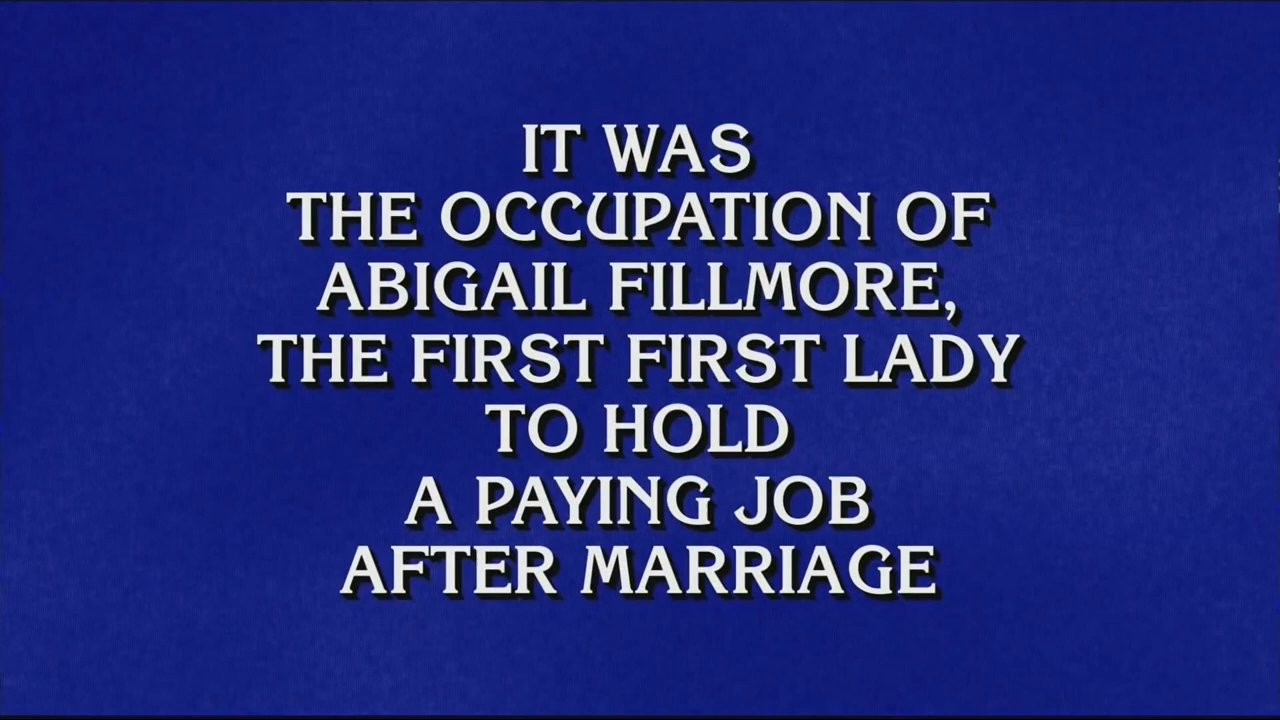 IT WAS
THE OCCUPATION OF
ABIGAIL FILLMORE,
THE FIRST FIRST LADY
TO HOLD
A PAYING JOB
AFTER MARRIAGE